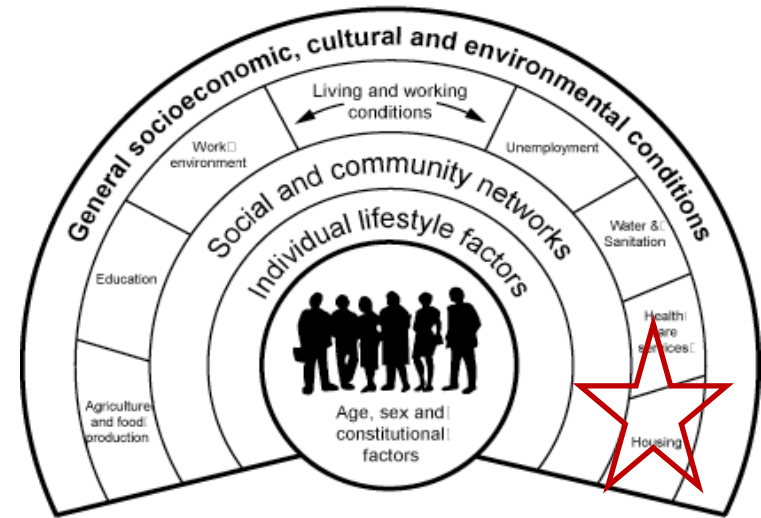 General socioeconomic, cultural and environmental conditions
Living and working
conditions
Work
environment
Unemployment
Social and community networks
Water &
Sanitation
Individual lifestyle factors
Education
Health
services
Agriculture
and food
production
Age, sex and
constitutional
factors
Housing